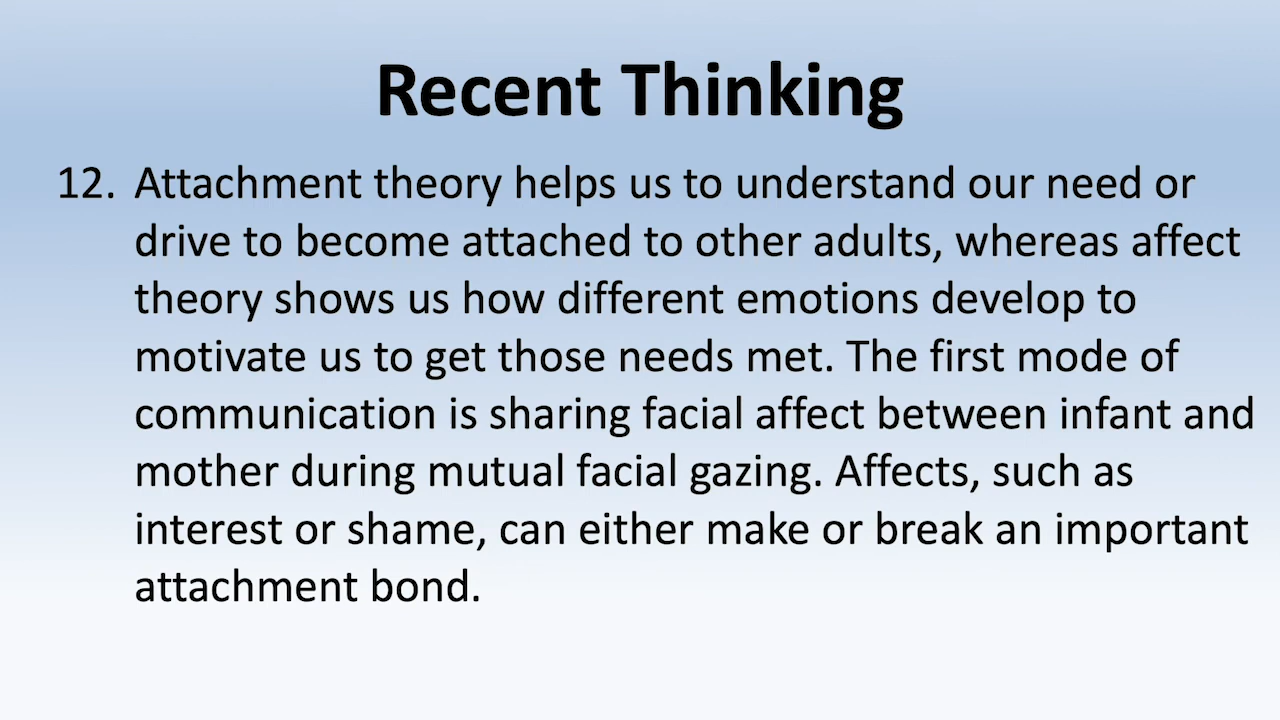 Recent Thinking
12. Attachment theory helps us to understand our need or
drive to become attached to other adults, whereas affect
theory shows us how different emotions develop to
motivate us to get those needs met. The first mode of
communication is sharing facial affect between infant and
mother during mutual facial gazing. Affects, such as
interest or shame, can either make or break an important
attachment bond.